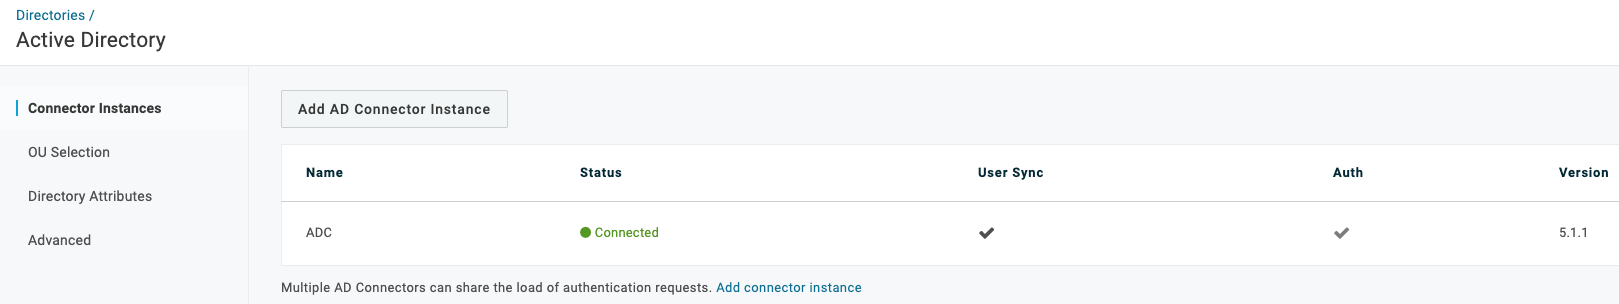 Directories /
Active Directory
Connector Instances
OU Selection
Directory Attributes
Advanced
Add AD Connector Instance
Name Status User Sync Auth Version
ADC Connected 5.1.1
Multiple AD Connectors can share the load of authentication requests. Add connector instance